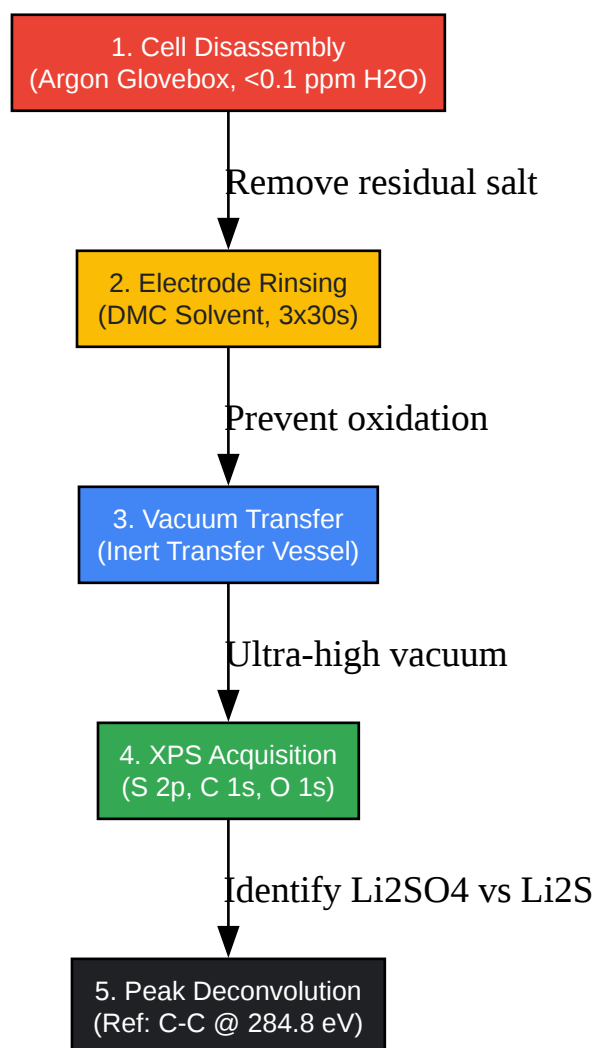 1. Cell Disassembly
(Argon Glovebox, <0.1 ppm H2O)
Remove residual salt
2. Electrode Rinsing
(DMC Solvent, 3x30s)
Prevent oxidation
3. Vacuum Transfer
(Inert Transfer Vessel)
Ultra-high vacuum
4. XPS Acquisition
(S 2p, C 1s, O 1s)
Identify Li2SO4 vs Li2S
5. Peak Deconvolution
(Ref: C-C @ 284.8 eV)